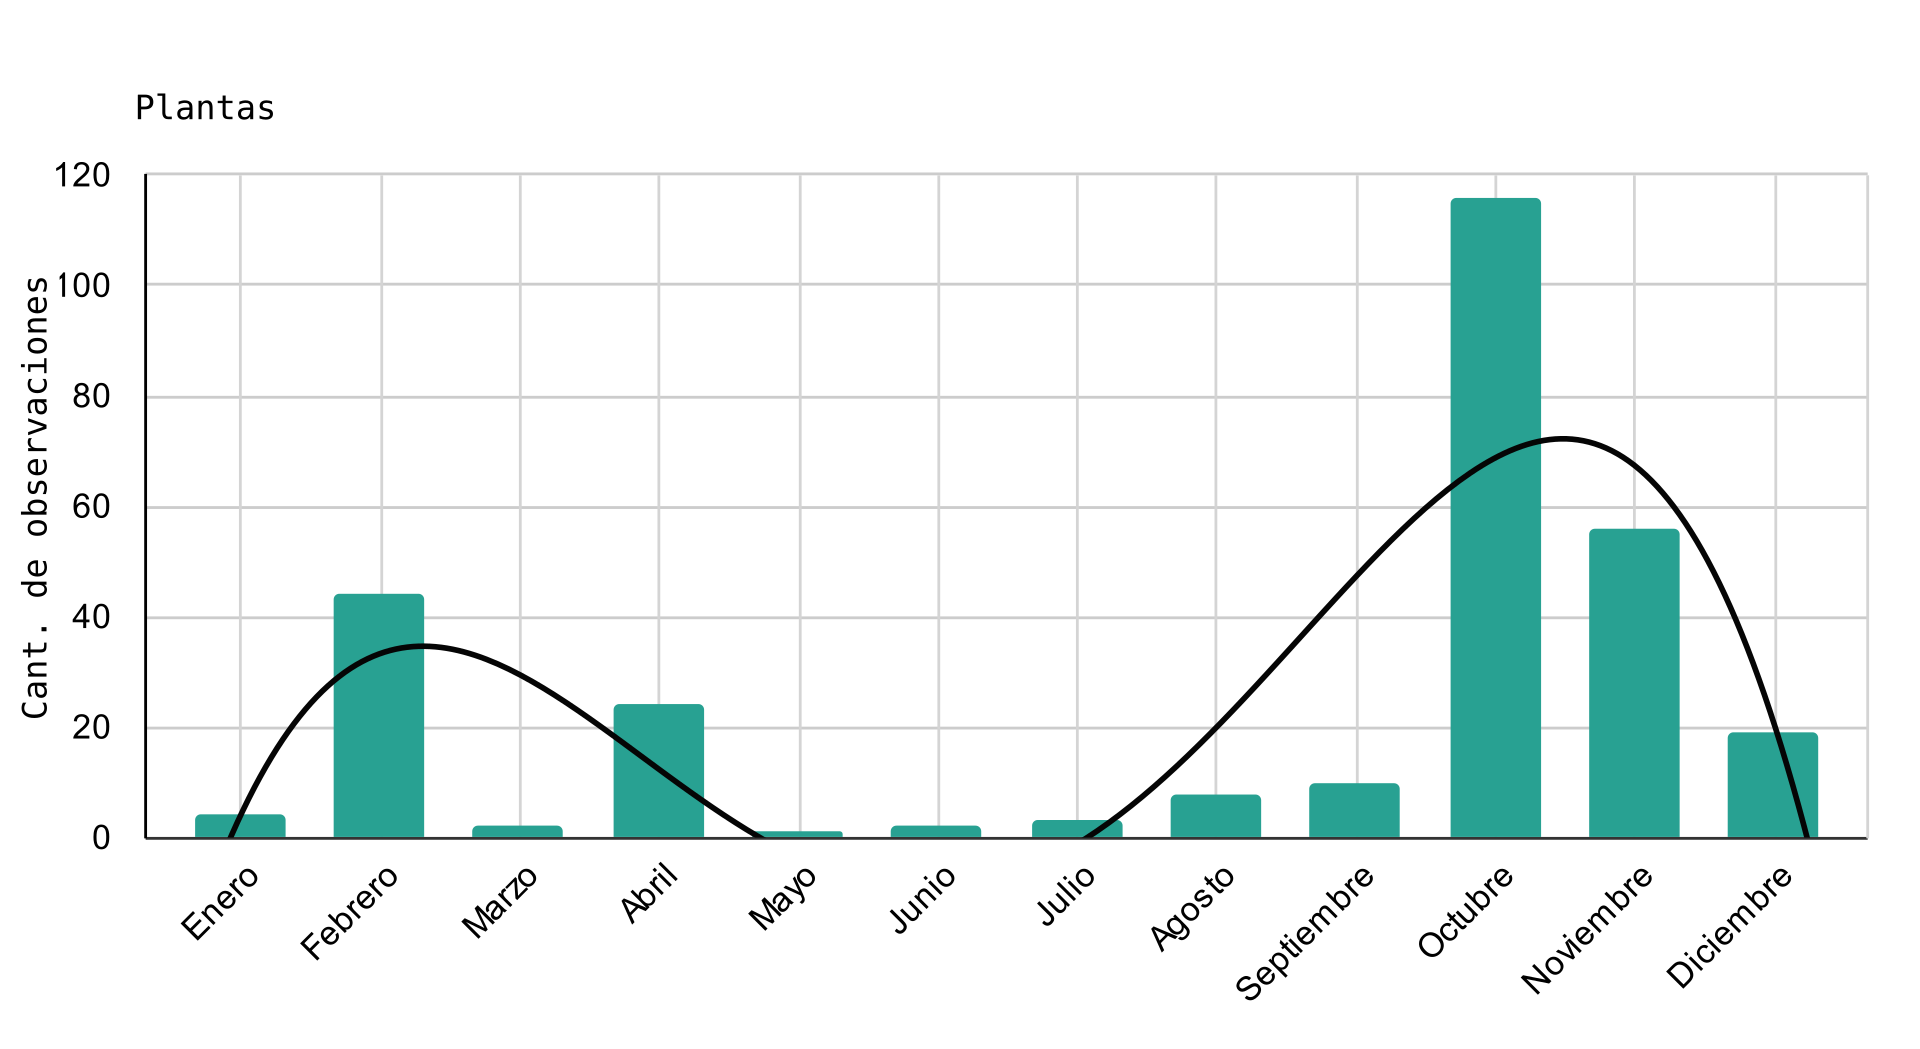 Plantas
Cant. de observaciones
120
100
80
60
40
20
0
Enero
Febrero
Marzo
Abril
Mayo
Junio
Julio
Agosto
Septiembre
Octubre
Noviembre
Diciembre